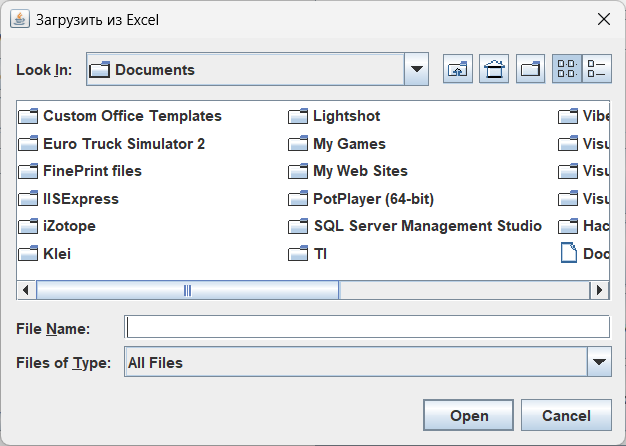 Загрузить из Excel
Look In: Documents
Custom Office Templates
Euro Truck Simulator 2
FinePrint files
IISExpress
iZotope
Klei
Lightshot
My Games
My Web Sites
PotPlayer (64-bit)
SQL Server Management Studio
TI
Vibe
Visu
Visu
Visu
Hac
Doc
File Name:
Files of Type: All Files
Open Cancel